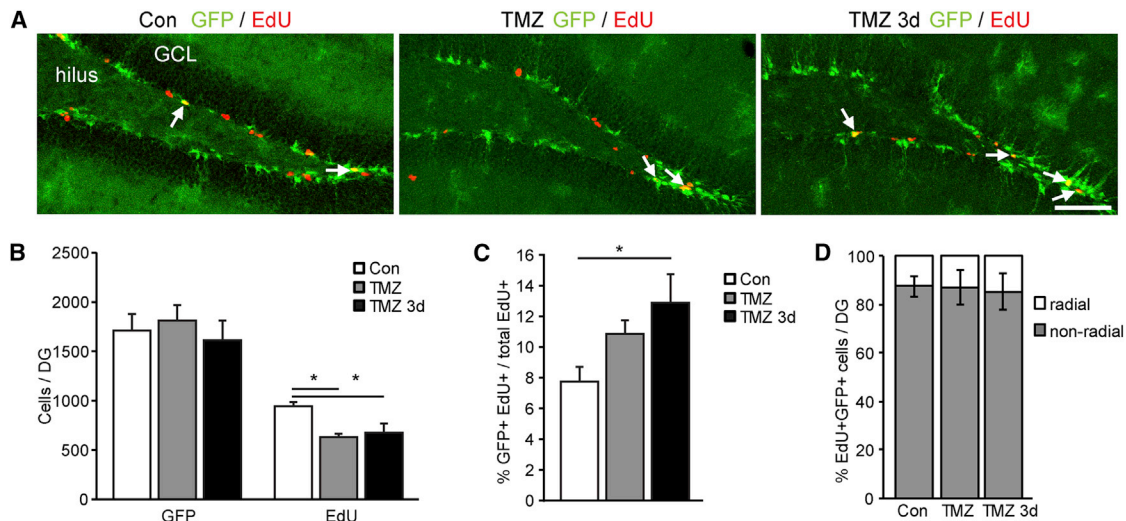 A
Con GFP / EdU
TMZ GFP / EdU
TMZ 3d GFP / EdU
GCL
hilus
B
Cells / DG
2500
2000
1500
1000
500
0
GFP
EdU
Con
TMZ
TMZ 3d
*
*
C
% GFP+ EdU+ / total EdU+
16
14
12
10
8
6
4
2
0
*
Con
TMZ
TMZ 3d
D
% EdU+GFP+ cells / DG
100
80
60
40
20
0
Con
TMZ
TMZ 3d
radial
non-radial